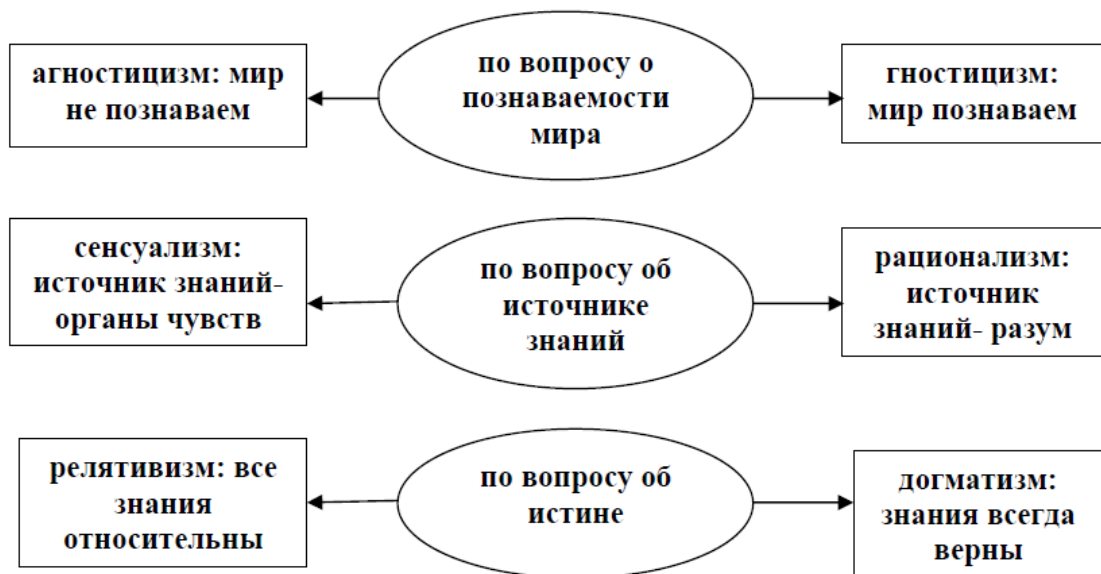 агностицизм: мир
не познаваем
по вопросу о
познаваемости
мира
гностицизм:
мир познаваем
сенсуализм:
источник знаний-
органы чувств
по вопросу об
источнике
знаний
рационализм:
источник
знаний- разум
релятивизм: все
знания
относительны
по вопросу об
истине
догматизм:
знания всегда
верны